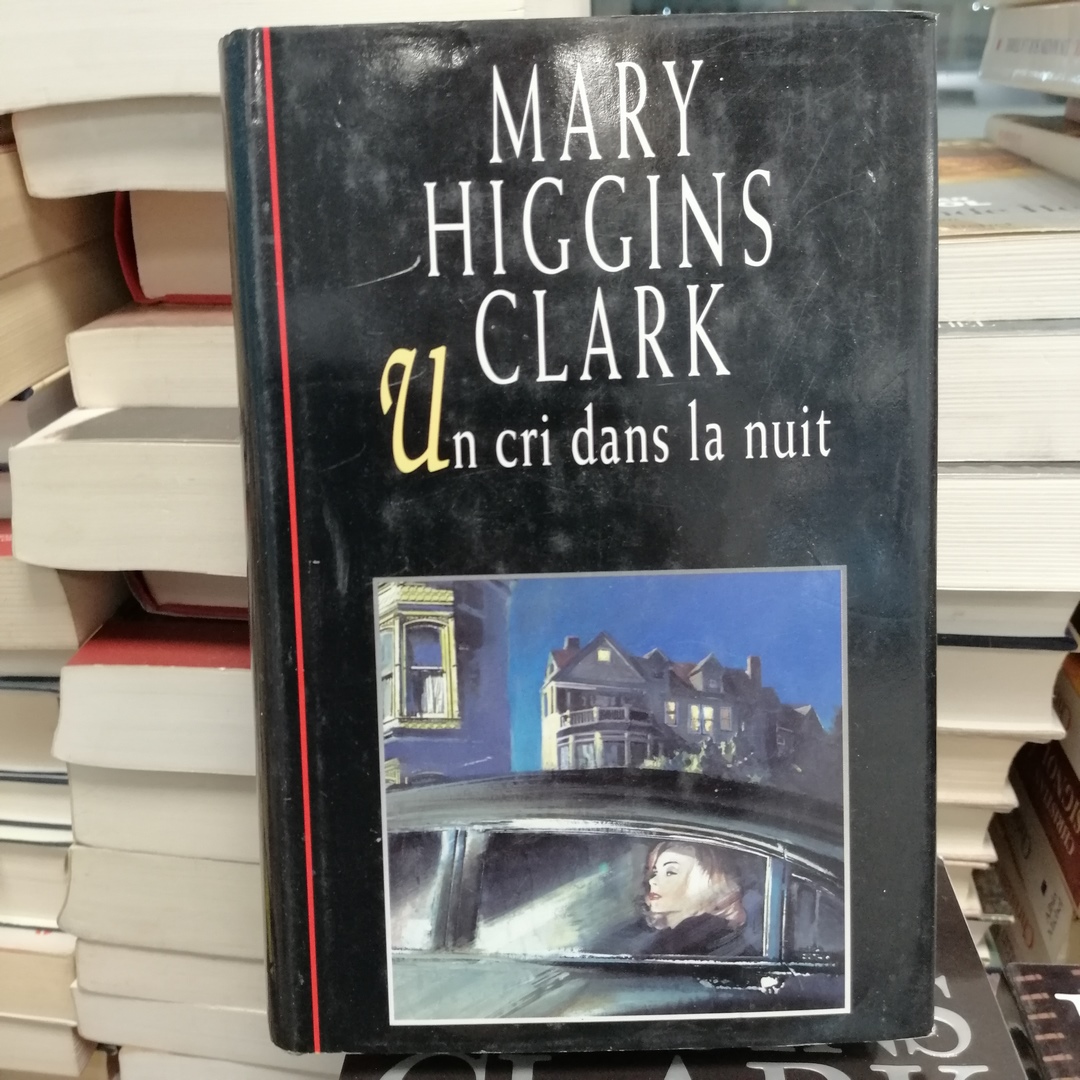 MARY
HIGGINS
CLARK
Un cri dans la nuit